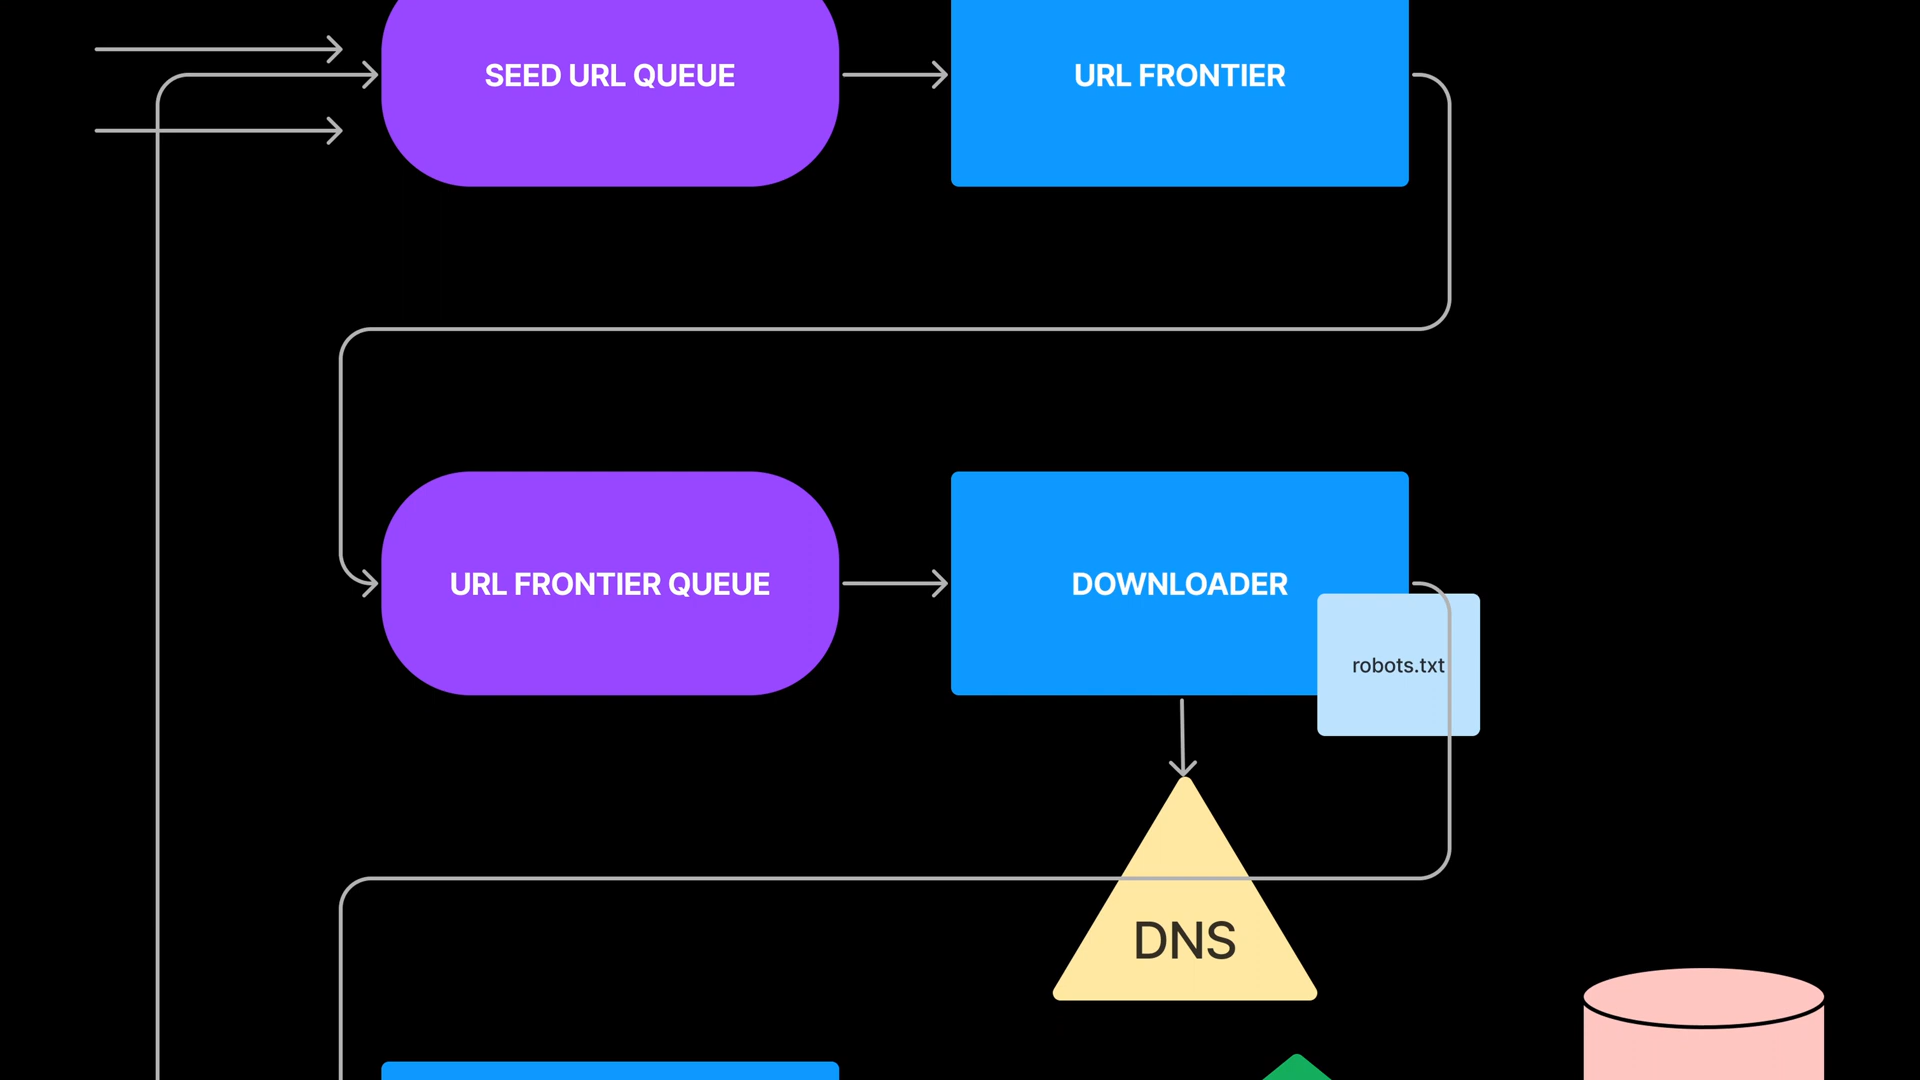 SEED URL QUEUE
URL FRONTIER
URL FRONTIER QUEUE
DOWNLOADER
robots.txt
DNS